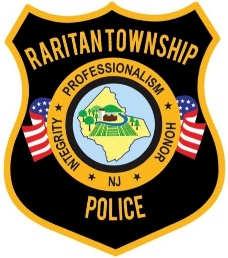 RARITAN TOWNSHIP
INTEGRITY ★ PROFESSIONALISM ★ HONOR
NJ
POLICE